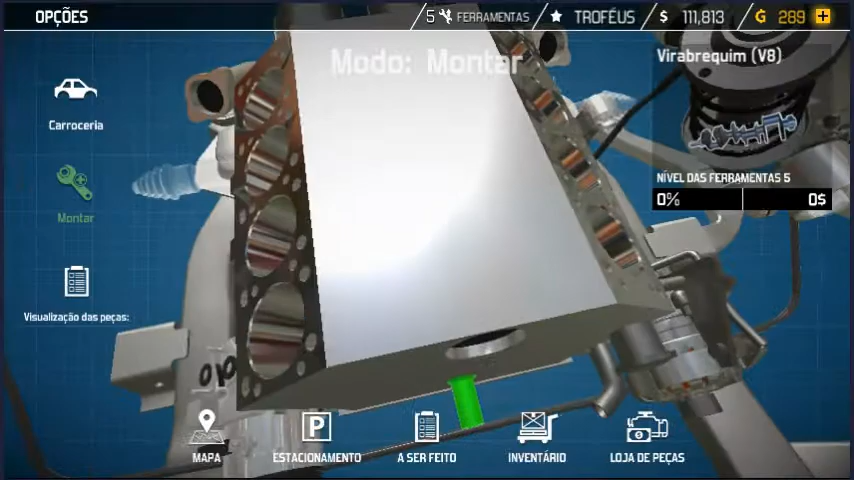 OPÇÕES
5 FERRAMENTAS
TROFÉUS
$ 111,813
G 289
Modo: Montar
Virabrequim (V8)
NÍVEL DAS FERRAMENTAS 5
0%
0$
Carroceria
Montar
Visualização das peças:
MAPA
P
ESTACIONAMENTO
A SER FEITO
INVENTÁRIO
LOJA DE PEÇAS